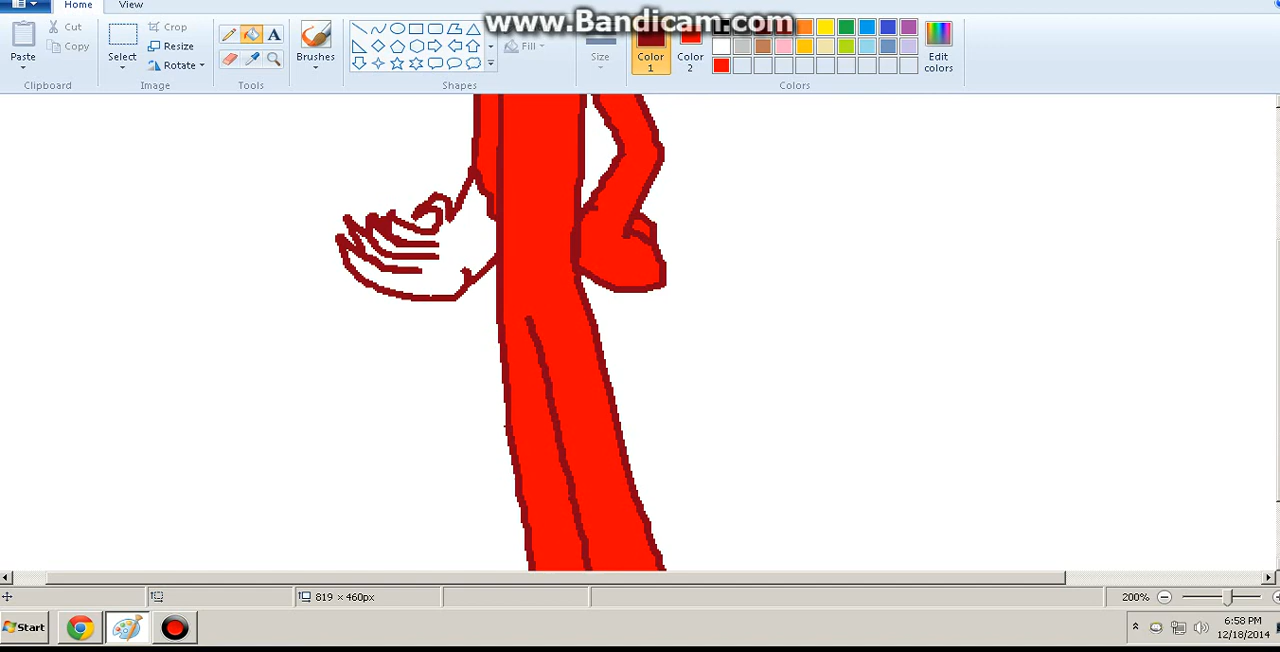 Home View
www.Bandicam.com
Cut
Copy
Paste
Clipboard
Select
Crop
Resize
Rotate
Image
A
Tools
Brushes
Fill
Shapes
Size
Color
1
Color
2
Edit
colors
Colors
819 × 460px
200%
Start
6:58 PM
12/18/2014